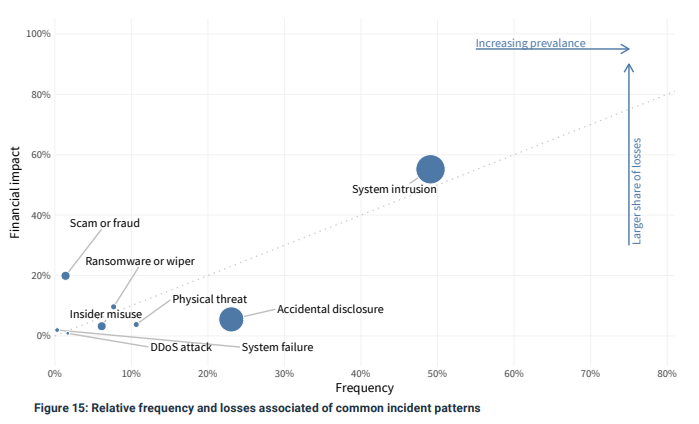 100%
Increasing prevalance
80%
Larger share of losses
60%
System intrusion
Financial impact
40%
Scam or fraud
Ransomware or wiper
20%
Physical threat
Insider misuse
Accidental disclosure
0%
DDoS attack
System failure
0% 10% 20% 30% 40% 50% 60% 70% 80%
Frequency
Figure 15: Relative frequency and losses associated of common incident patterns